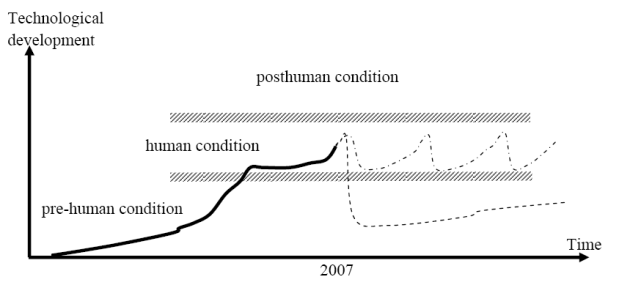 Technological
development
posthuman condition
human condition
pre-human condition
Time
2007